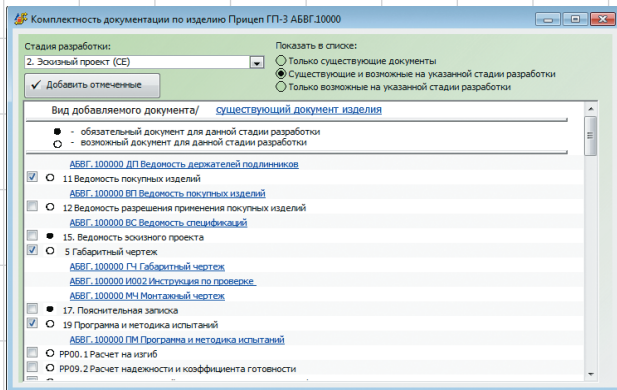 Комплектность документации по изделию Прицеп ГП-3 АБВГ.10000
Стадия разработки:
2. Эскизный проект (CE)
Добавить отмеченные
Показать в списке:
Только существующие документы
Существующие и возможные на указанной стадии разработки
Только возможные на указанной стадии разработки
Вид добавляемого документа/ существующий документ изделия
- обязательный документ для данной стадии разработки
- возможный документ для данной стадии разработки
АБВГ.100000 ДП Ведомость держателей подлинников
11 Ведомость покупных изделий
АБВГ.100000 ВП Ведомость покупных изделий
12 Ведомость разрешения применения покупных изделий
АБВГ.100000 ВС Ведомость спецификаций
15. Ведомость эскизного проекта
5 Габаритный чертеж
АБВГ.100000 ГЧ Габаритный чертеж
АБВГ.100000 И002 Инструкция по проверке
АБВГ.100000 МЧ Монтажный чертеж
17. Пояснительная записка
19 Программа и методика испытаний
АБВГ.100000 ПМ Программа и методика испытаний
РР00.1 Расчет на изгиб
РР09.2 Расчет надежности и коэффициента готовности